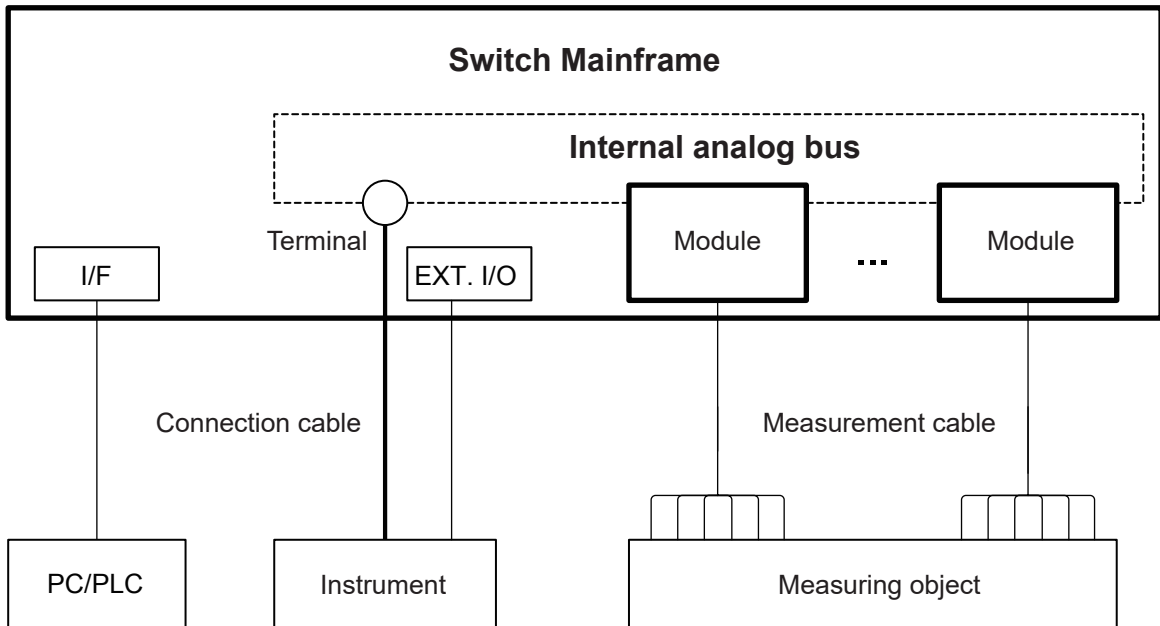 Switch Mainframe
Internal analog bus
Terminal
Module
...
Module
I/F
EXT. I/O
Connection cable
Measurement cable
PC/PLC
Instrument
Measuring object